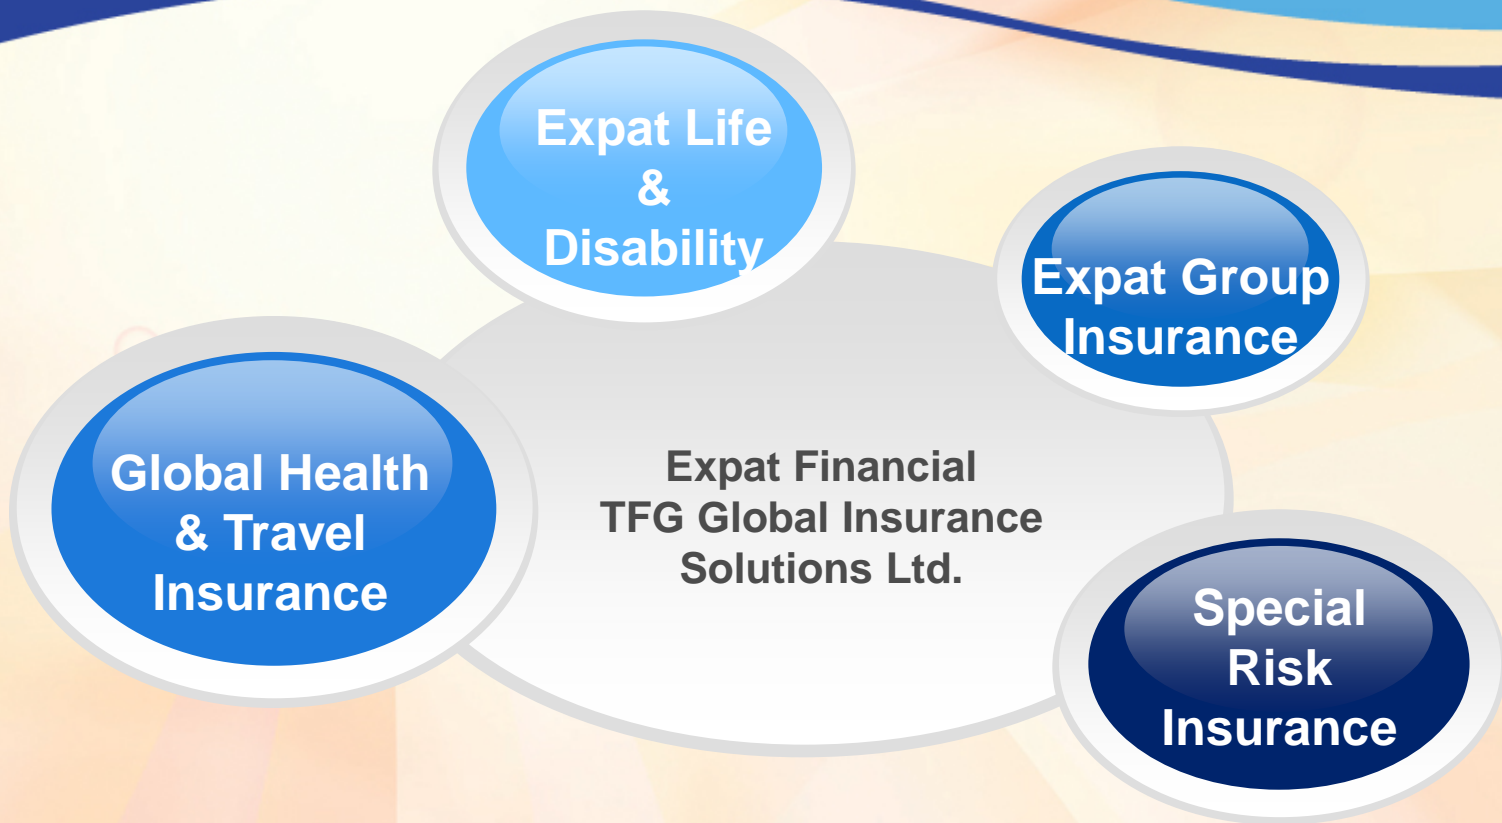 Expat Life
&
Disability
Expat Group
Insurance
Global Health
& Travel
Insurance
Expat Financial
TFG Global Insurance
Solutions Ltd.
Special
Risk
Insurance